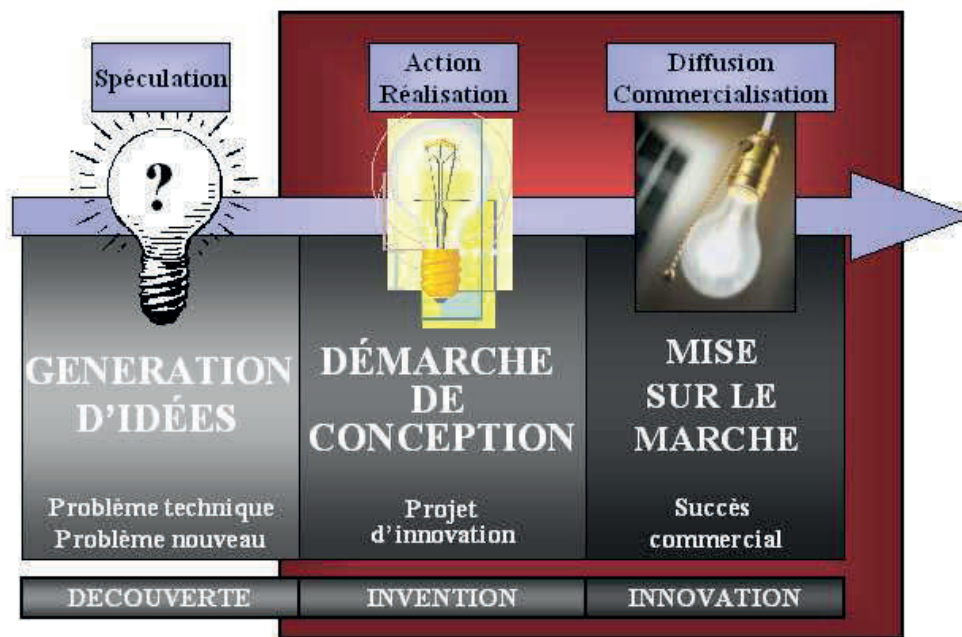 Spéculation
Action
Réalisation
Diffusion
Commercialisation
?
GENERATION
D'IDÉES
Problème technique
Problème nouveau
DÉMARCHE
DE
CONCEPTION
Projet
d'innovation
MISE
SUR LE
MARCHE
Succès
commercial
DECOUVERTE
INVENTION
INNOVATION